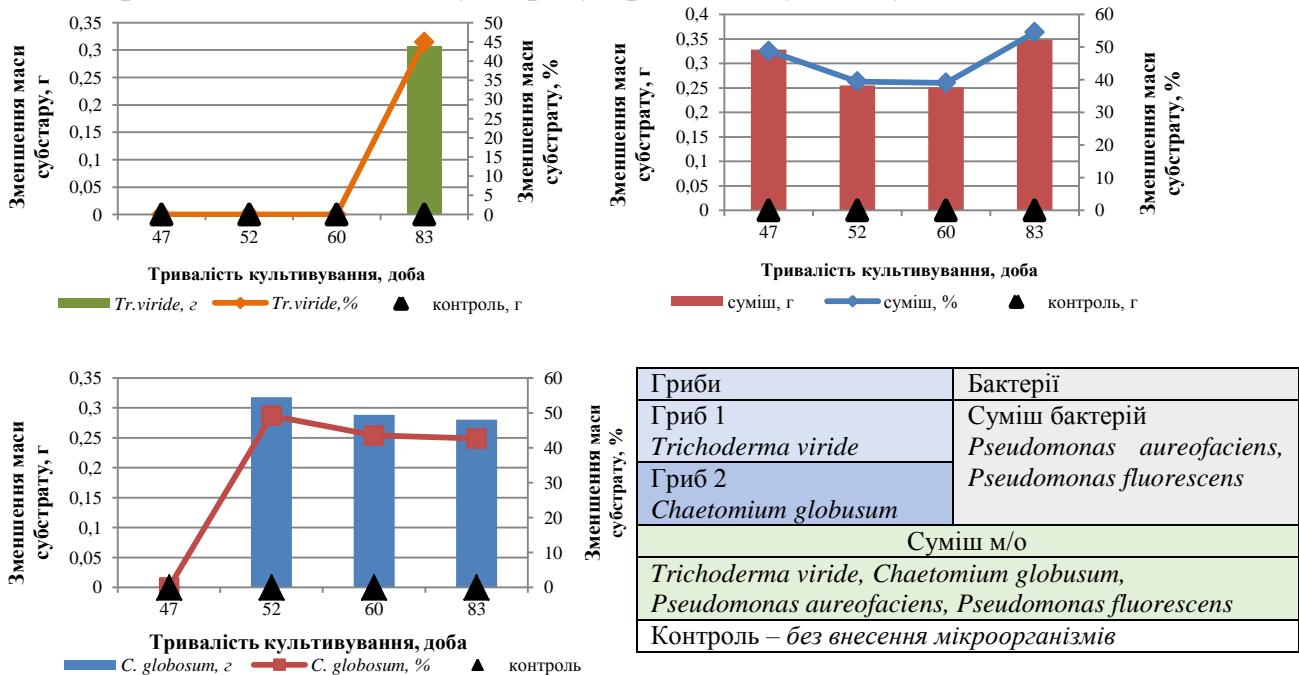 Зменшення маси
субстару, г
0,35
0,3
0,25
0,2
0,15
0,1
0,05
0
50
45
40
35
30
25
20
15
10
5
0
Зменшення маси
субстрату, %
47 52 60 83
Тривалість культивування, доба
Tr.viride, г Tr.viride,% контроль, г
Зменшення маси
субстрату, г
0,4
0,35
0,3
0,25
0,2
0,15
0,1
0,05
0
60
50
40
30
20
10
0
Зменшення маси
субстрату, %
47 52 60 83
Тривалість культивування, доба
суміш, г суміш, % контроль, г
Зменшення маси
субстрату, г
0,35
0,3
0,25
0,2
0,15
0,1
0,05
0
60
50
40
30
20
10
0
Зменшення маси
субстрату, %
47 52 60 83
Тривалість культивування, доба
C. globosum, г C. globosum, % контроль
Гриби
Бактерії
Гриб 1
Trichoderma viride
Гриб 2
Chaetomium globusum
Суміш бактерій
Pseudomonas aureofaciens,
Pseudomonas fluorescens
Суміш м/о
Trichoderma viride, Chaetomium globusum,
Pseudomonas aureofaciens, Pseudomonas fluorescens
Контроль – без внесення мікроорганізмів